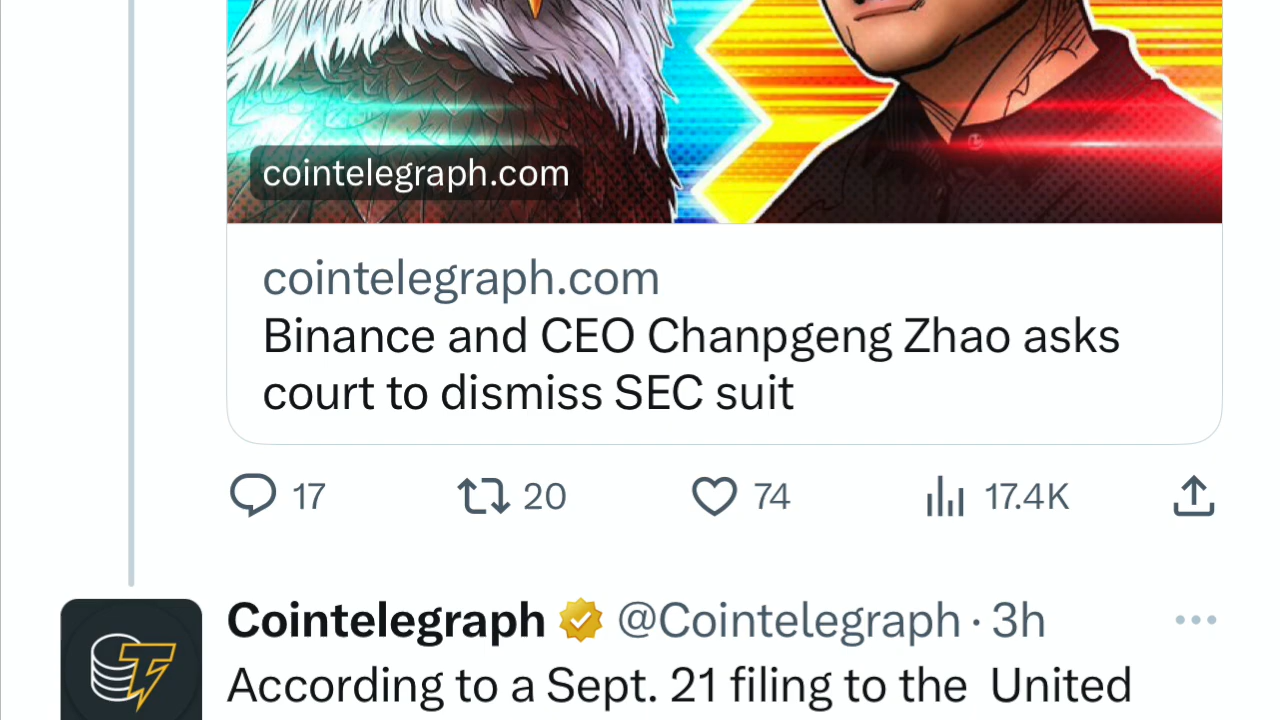 cointelegraph.com
cointelegraph.com
Binance and CEO Chanpgeng Zhao asks
court to dismiss SEC suit
17 20 74 17.4K
Cointelegraph @Cointelegraph · 3h
According to a Sept. 21 filing to the United